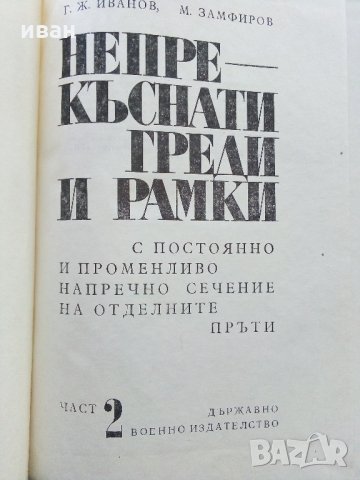 иван
Г. Ж. ИВАНОВ, М. ЗАМФИРОВ
НЕПРЕ—
КЪСНАТИ
ГРЕДИ
И РАМКИ
С ПОСТОЯННО
И ПРОМЕНЛИВО
НАПРЕЧНО СЕЧЕНИЕ
НА ОТДЕЛНИТЕ
ПРЪТИ
ЧАСТ 2 ДЪРЖАВНО
ВОЕННО ИЗДАТЕЛСТВО
BAZAR